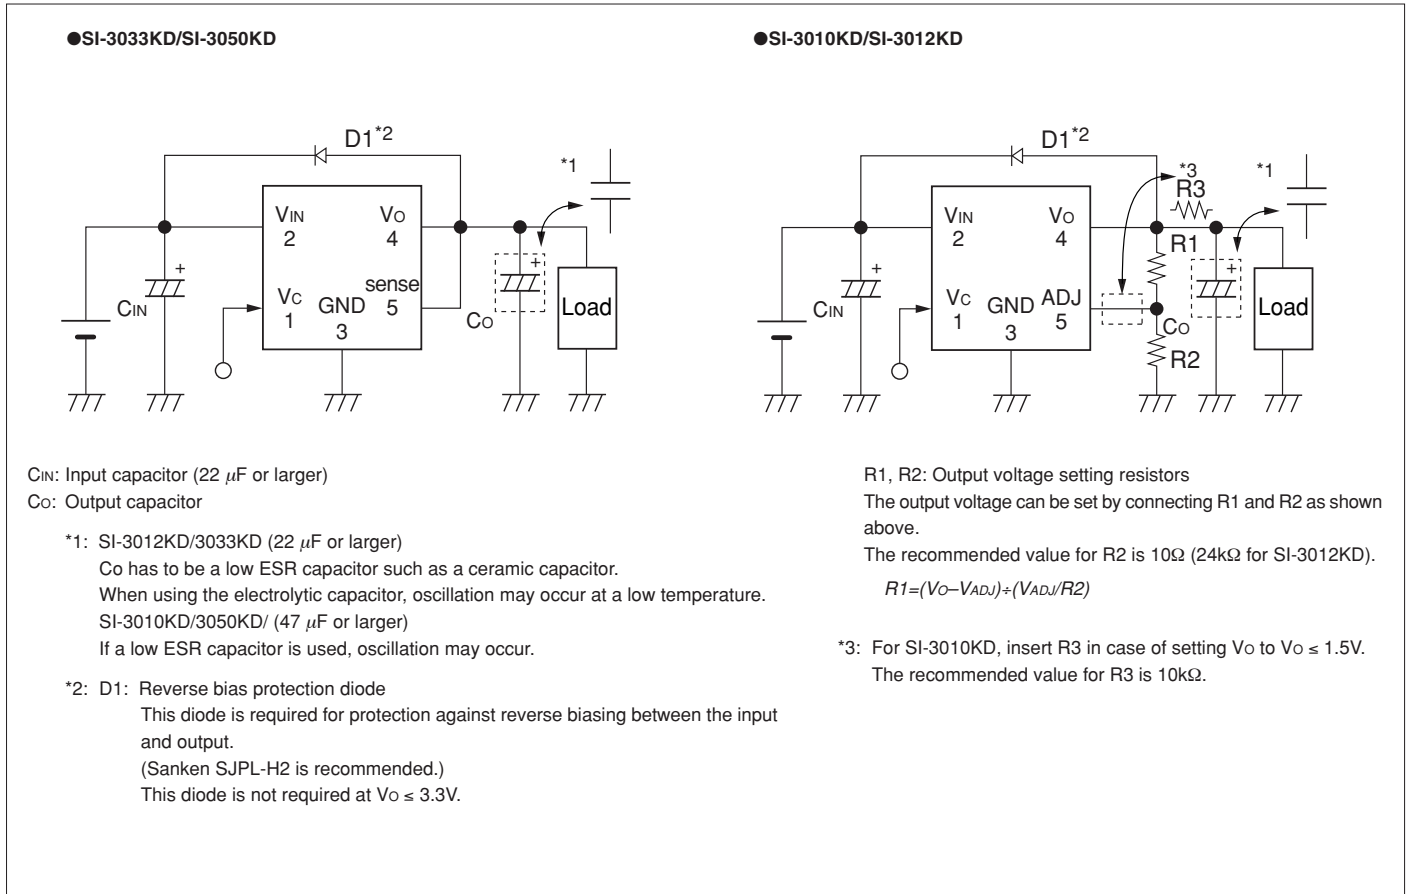 ●SI-3033KD/SI-3050KD
D1*2
*1
VIN
2
VO
4
sense
5
VC
1
GND
3
CIN
+
CO
+
Load
●SI-3010KD/SI-3012KD
D1*2
*3
R3
*1
VIN
2
VO
4
R1
ADJ
5
VC
1
GND
3
CIN
+
CO
+
R2
Load
CIN: Input capacitor (22 µF or larger)
CO: Output capacitor
*1: SI-3012KD/3033KD (22 µF or larger)
Co has to be a low ESR capacitor such as a ceramic capacitor.
When using the electrolytic capacitor, oscillation may occur at a low temperature.
SI-3010KD/3050KD/ (47 µF or larger)
If a low ESR capacitor is used, oscillation may occur.
*2: D1: Reverse bias protection diode
This diode is required for protection against reverse biasing between the input
and output.
(Sanken SJPL-H2 is recommended.)
This diode is not required at VO ≤ 3.3V.
R1, R2: Output voltage setting resistors
The output voltage can be set by connecting R1 and R2 as shown
above.
The recommended value for R2 is 10Ω (24kΩ for SI-3012KD).
R1=(VO–VADJ)÷(VADJ/R2)
*3: For SI-3010KD, insert R3 in case of setting VO to VO ≤ 1.5V.
The recommended value for R3 is 10kΩ.